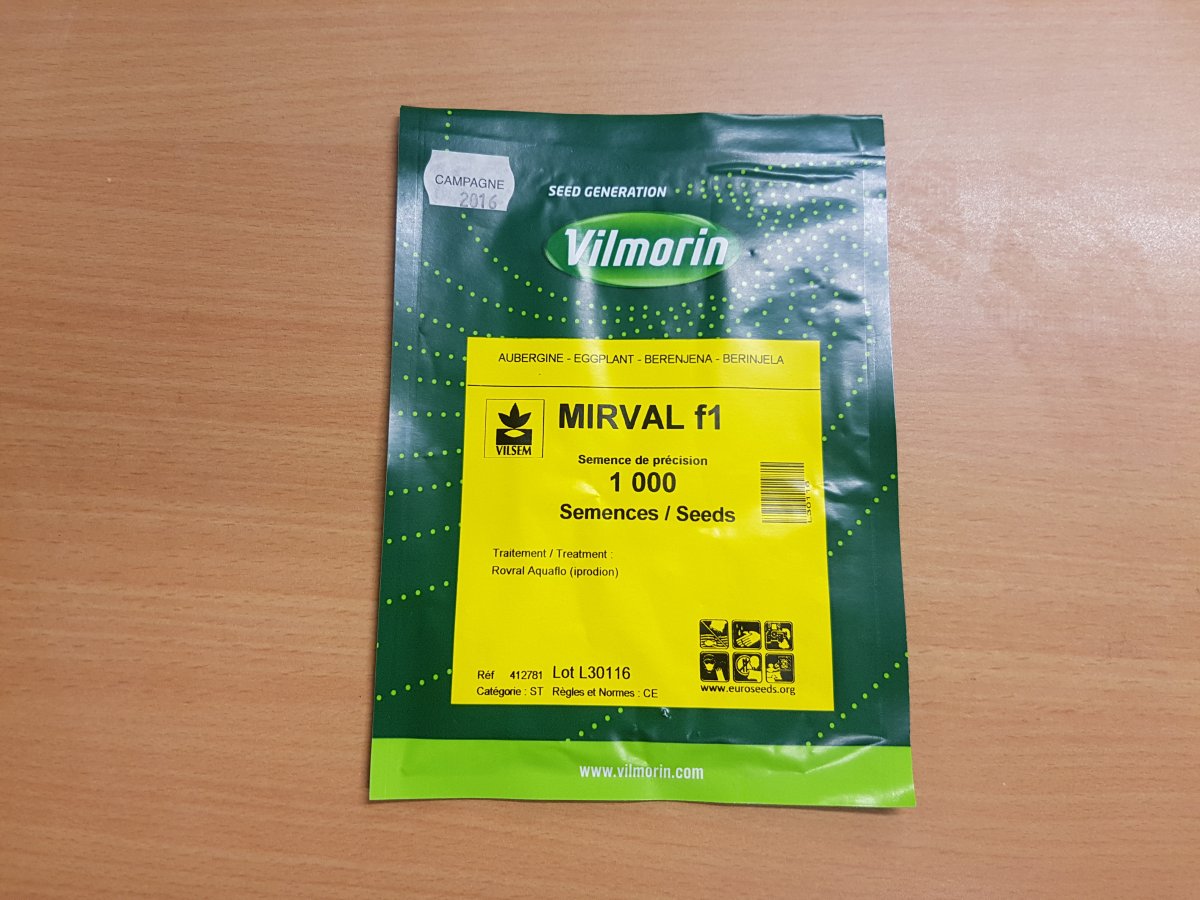 CAMPAGNE
2016
SEED GENERATION
Vilmorin
AUBERGINE - EGGPLANT - BERENJENA - BERINJELA
VILSEM
MIRVAL f1
Semence de précision
1 000
Semences / Seeds
L30116
Traitement / Treatment :
Rovral Aquaflo (iprodion)
Réf 412781 Lot L30116
Catégorie : ST Règles et Normes : CE
www.euroseeds.org
www.vilmorin.com